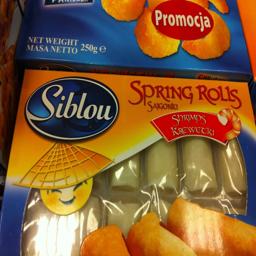 Promocja
NET WEIGHT
MASA NETTO 250g e
Siblou
SPRING ROLLS
SAJGONKI
SHRIMPS
KREWETKI